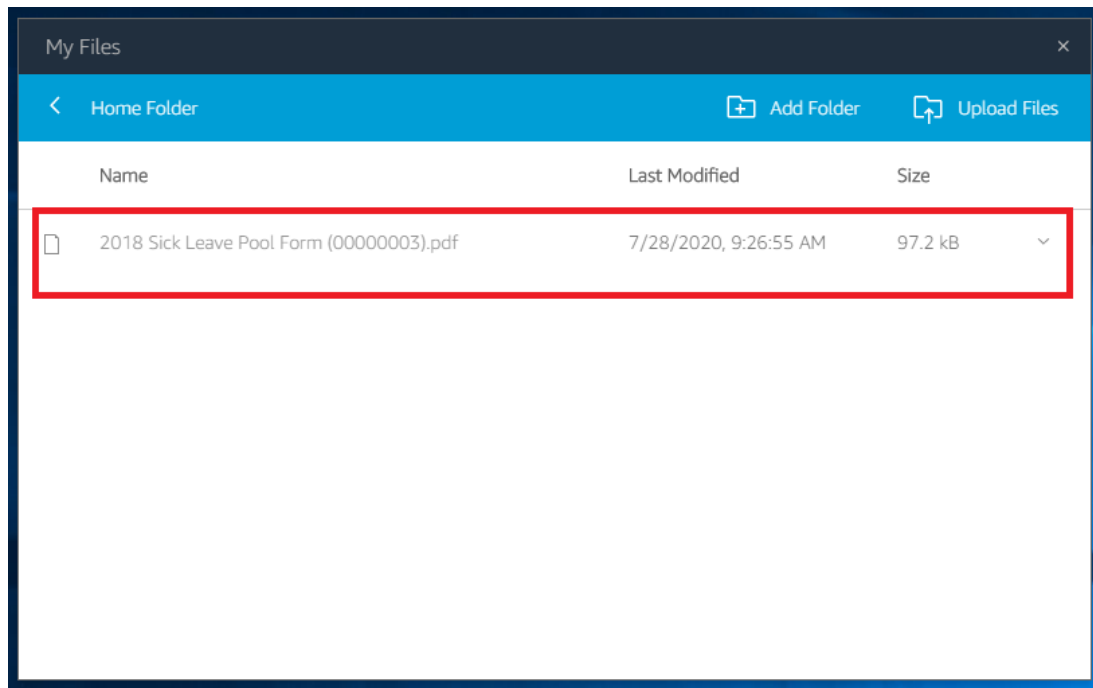 My Files
Home Folder Add Folder Upload Files
Name Last Modified Size
2018 Sick Leave Pool Form (00000003).pdf 7/28/2020, 9:26:55 AM 97.2 kB